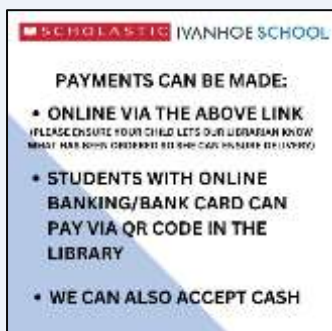 SCHOLASTIC IVANHOE SCHOOL
PAYMENTS CAN BE MADE:
• ONLINE VIA THE ABOVE LINK
(PLEASE ENSURE YOUR CHILD LETS OUR LIBRARIAN KNOW
WHAT HAS BEEN ORDERED SO SHE CAN ENSURE DELIVERY)
• STUDENTS WITH ONLINE
BANKING/BANK CARD CAN
PAY VIA QR CODE IN THE
LIBRARY
• WE CAN ALSO ACCEPT CASH